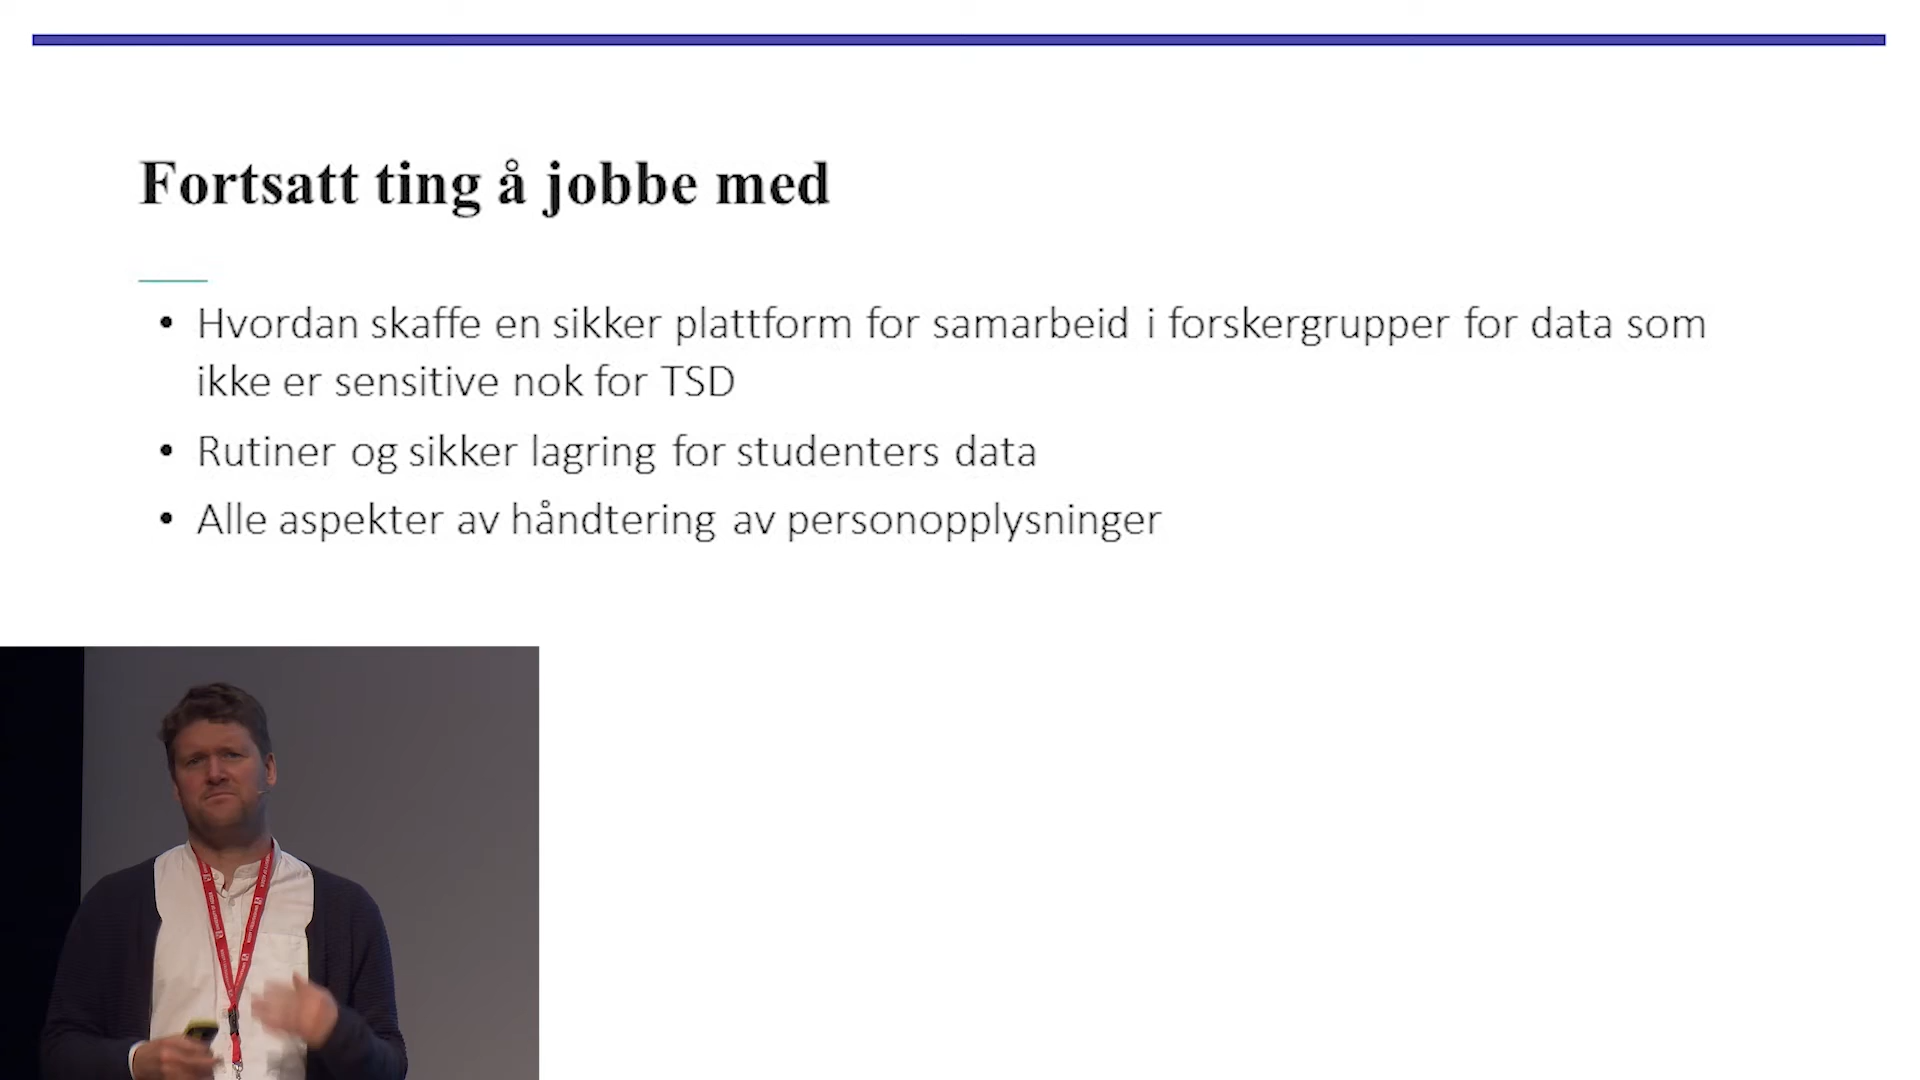 Fortsatt ting å jobbe med
• Hvordan skaffe en sikker plattform for samarbeid i forskergrupper for data som
ikke er sensitive nok for TSD
• Rutiner og sikker lagring for studenters data
• Alle aspekter av håndtering av personopplysninger